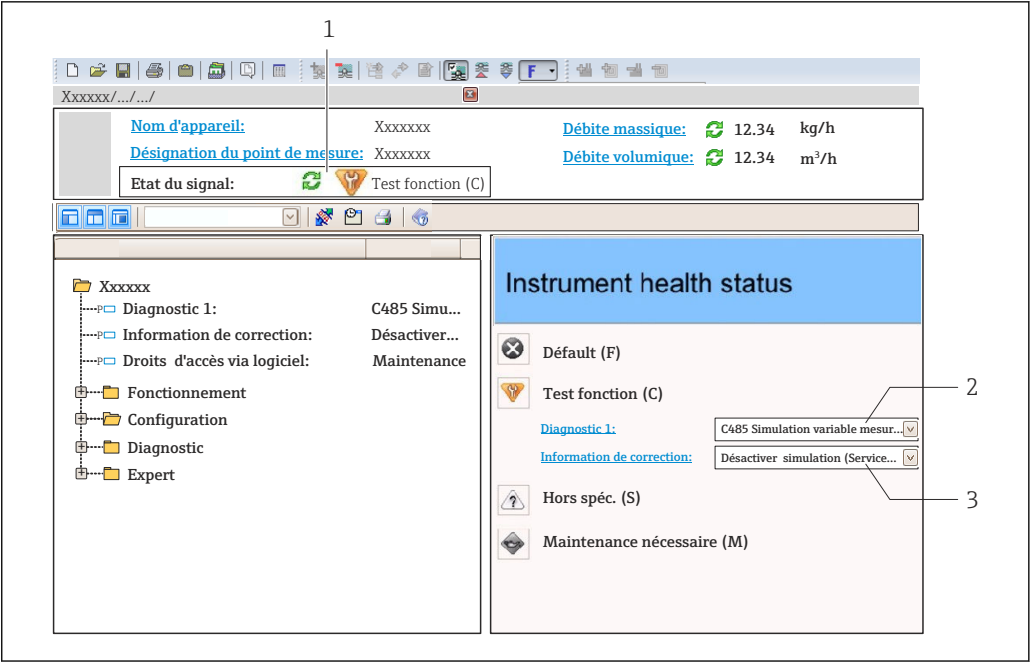 1
F
Xxxxxx/.../.../
Nom d'appareil: Xxxxxxx Débite massique: 12.34 kg/h
Désignation du point de mesure: Xxxxxxx Débite volumique: 12.34 m³/h
Etat du signal: Test fonction (C)
Xxxxxx
Diagnostic 1: C485 Simu...
Information de correction: Désactiver...
Droits d'accès via logiciel: Maintenance
Fonctionnement
Configuration
Diagnostic
Expert
Instrument health status
Défault (F)
Test fonction (C)
2
Diagnostic 1: C485 Simulation variable mesur...
Information de correction: Désactiver simulation (Service...
3
Hors spéc. (S)
Maintenance nécessaire (M)